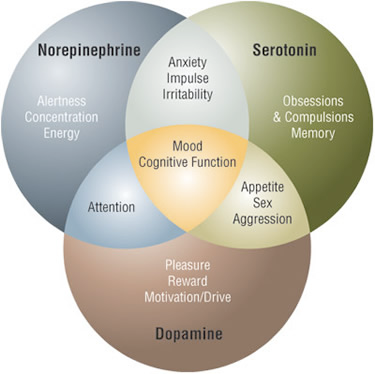 Norepinephrine
Serotonin
Anxiety
Impulse
Irritability
Alertness
Concentration
Energy
Obsessions
& Compulsions
Memory
Mood
Cognitive Function
Attention
Appetite
Sex
Aggression
Pleasure
Reward
Motivation/Drive
Dopamine